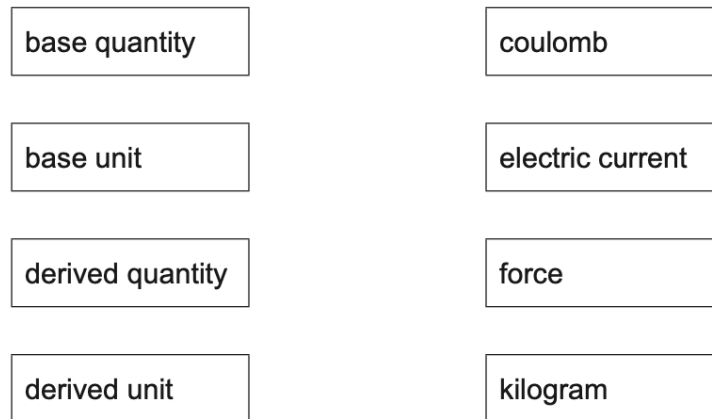 base quantity
coulomb
base unit
electric current
derived quantity
force
derived unit
kilogram